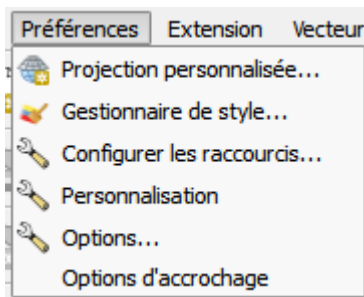 Préférences Extension Vecteur
Projection personnalisée...
Gestionnaire de style...
Configurer les raccourcis...
Personnalisation
Options...
Options d'accrochage